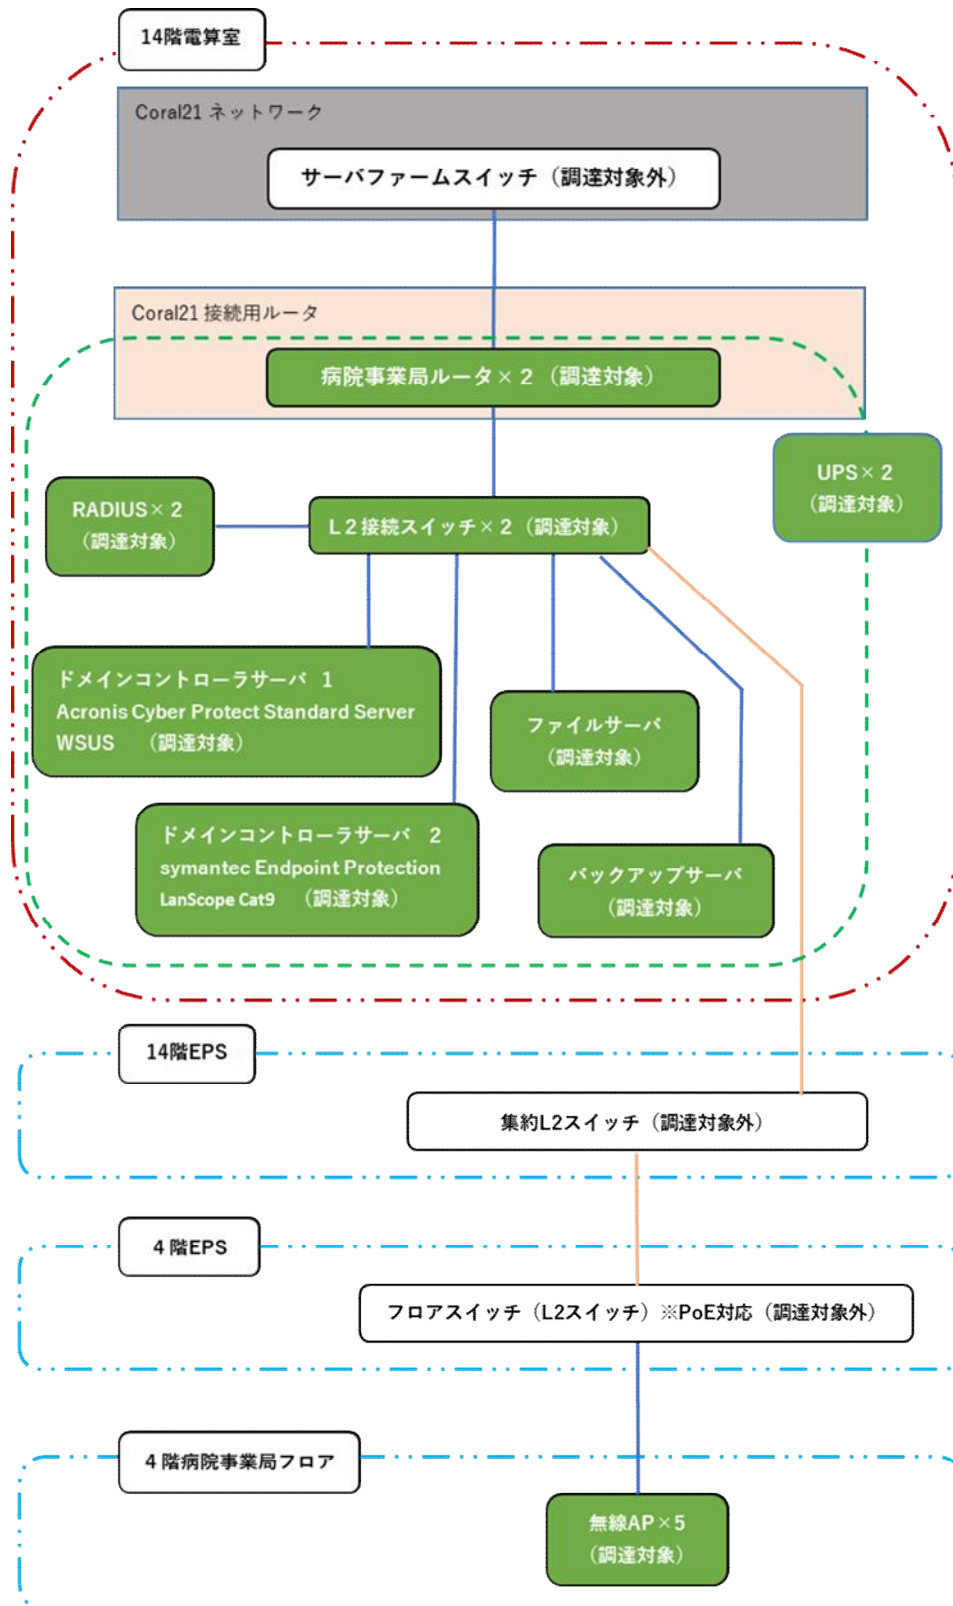 14階電算室
Coral21 ネットワーク
サーバファームスイッチ（調達対象外）
Coral21 接続用ルータ
病院事業局ルータ×２（調達対象）
UPS×２
（調達対象）
RADIUS×２
（調達対象）
Ｌ２接続スイッチ×２（調達対象）
ドメインコントローラサーバ　1
Acronis Cyber Protect Standard Server
WSUS　（調達対象）
ファイルサーバ
（調達対象）
ドメインコントローラサーバ　2
symantec Endpoint Protection
LanScope Cat9　（調達対象）
バックアップサーバ
（調達対象）
14階EPS
集約L2スイッチ（調達対象外）
４階EPS
フロアスイッチ（L2スイッチ）※PoE対応（調達対象外）
４階病院事業局フロア
無線AP×5
（調達対象）